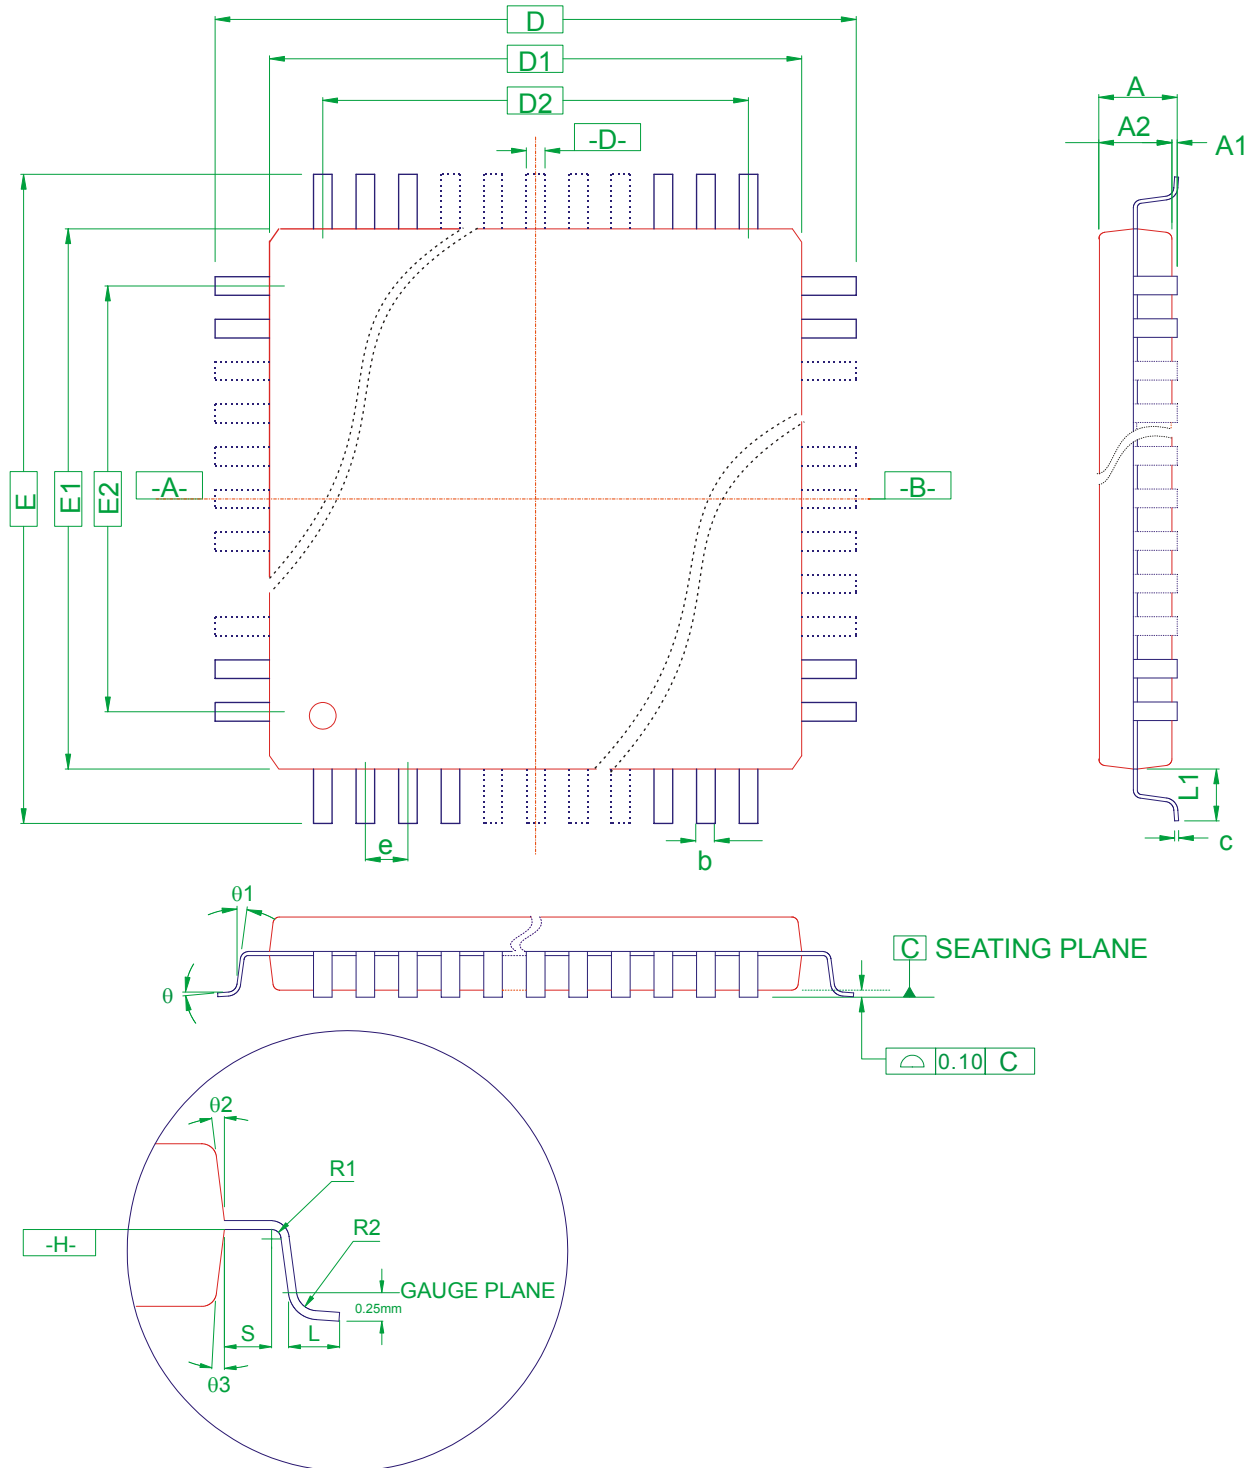 D
D1
D2
-D-
A
A2
A1
E
E1
E2
-A-
-B-
e
b
L1
c
θ1
θ
C SEATING PLANE
0.10 C
θ2
R1
R2
-H-
GAUGE PLANE
0.25mm
S
L
θ3